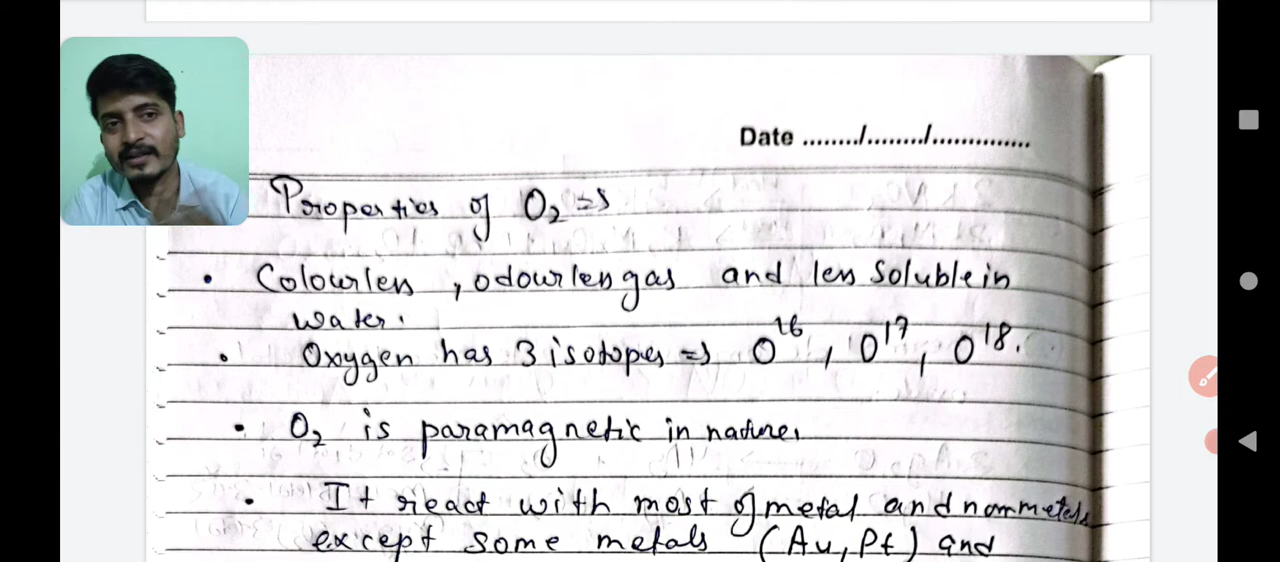 Date ......../......../..............
Properties of O₂ ⇒
• Colourless, odourless gas and less soluble in
water.
• Oxygen has 3 isotopes ⇒ O¹⁶, O¹⁷, O¹⁸.
• O₂ is paramagnetic in nature.
• It react with most of metal and nonmetals
except some metals (Au, Pt) and